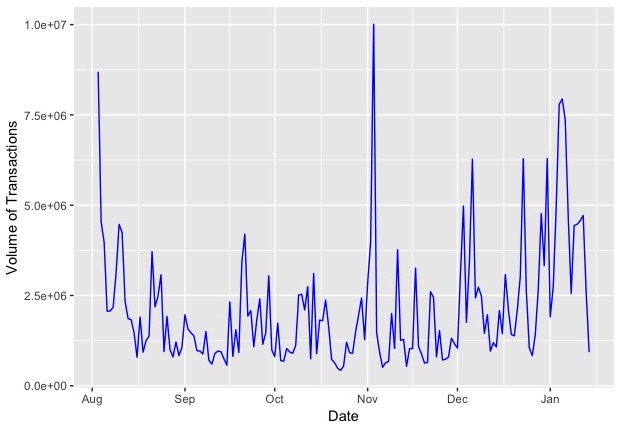 1.0e+07
7.5e+06
5.0e+06
2.5e+06
0.0e+00
Volume of Transactions
Aug Sep Oct Nov Dec Jan
Date